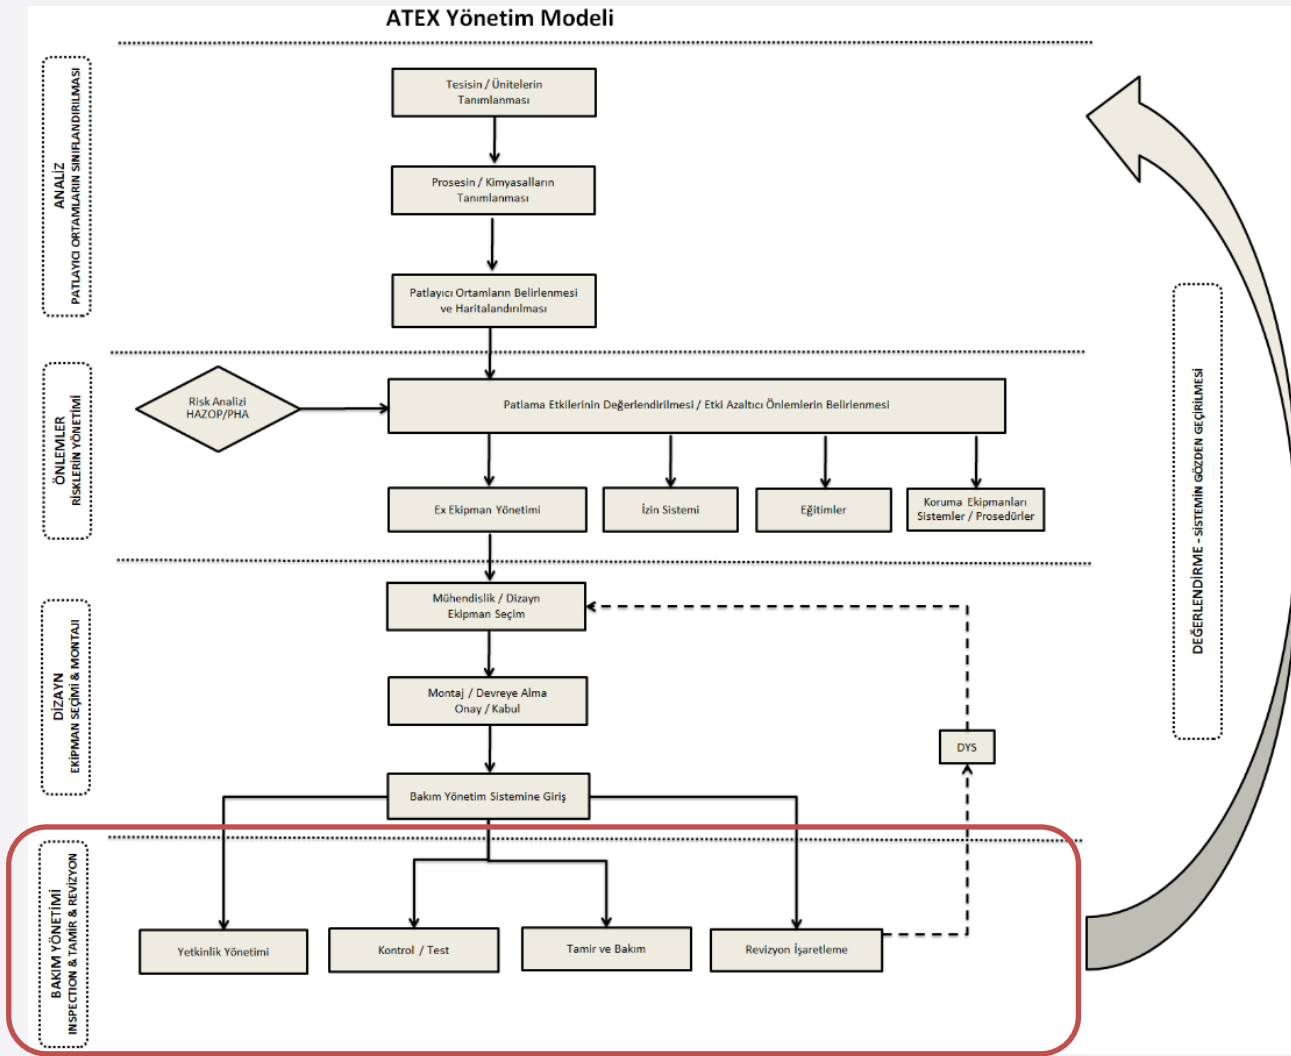 ATEX Yönetim Modeli
ANALİZ
PATLAYICI ORTAMLARIN SINIFLANDIRILMASI
Tesisin / Ünitelerin
Tanımlanması
Prosesin / Kimyasalların
Tanımlanması
Patlayıcı Ortamların Belirlenmesi
ve Haritalandırılması
ÖNLEMLER
RİSKLERİN YÖNETİMİ
Risk Analizi
HAZOP/PHA
Patlama Etkilerinin Değerlendirilmesi / Etki Azaltıcı Önlemlerin Belirlenmesi
Ex Ekipman Yönetimi
İzin Sistemi
Eğitimler
Koruma Ekipmanları
Sistemler / Prosedürler
DİZAYN
EKİPMAN SEÇİMİ & MONTAJI
Mühendislik / Dizayn
Ekipman Seçim
Montaj / Devreye Alma
Onay / Kabul
Bakım Yönetim Sistemine Giriş
DYS
BAKIM YÖNETİMİ
INSPECTION & TAMİR & REVİZYON
Yetkinlik Yönetimi
Kontrol / Test
Tamir ve Bakım
Revizyon İşaretleme
DEĞERLENDİRME - SİSTEMİN GÖZDEN GEÇİRİLMESİ